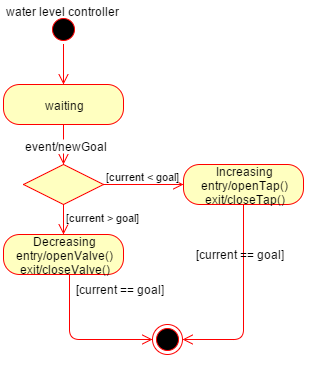 water level controller
waiting
event/newGoal
[current < goal]
Increasing
entry/openTap()
exit/closeTap()
[current > goal]
Decreasing
entry/openValve()
exit/closeValve()
[current == goal]
[current == goal]